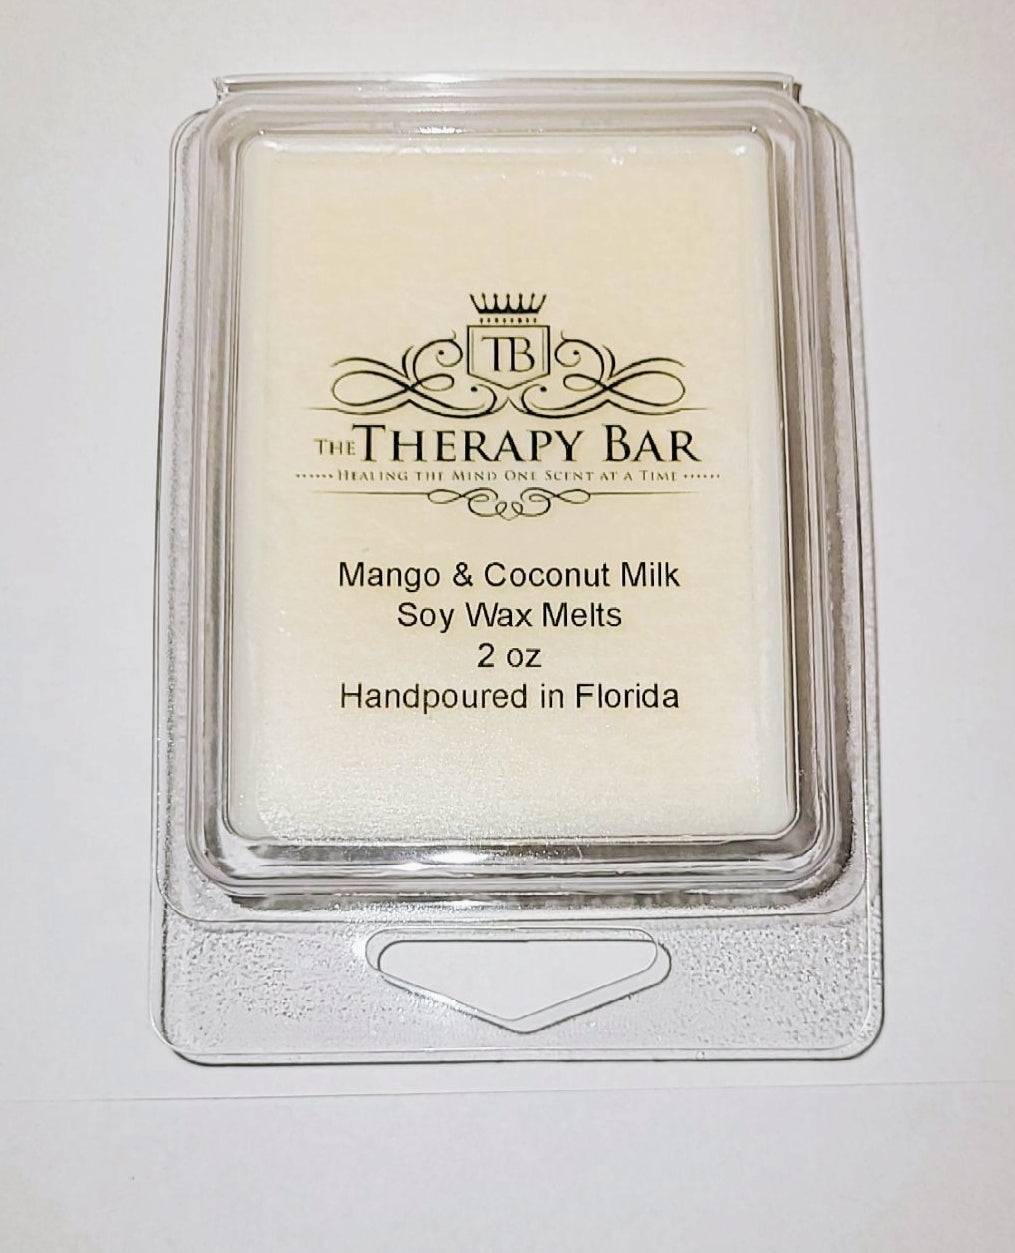 TB
THE THERAPY BAR
HEALING THE MIND ONE SCENT AT A TIME
Mango & Coconut Milk
Soy Wax Melts
2 oz
Handpoured in Florida